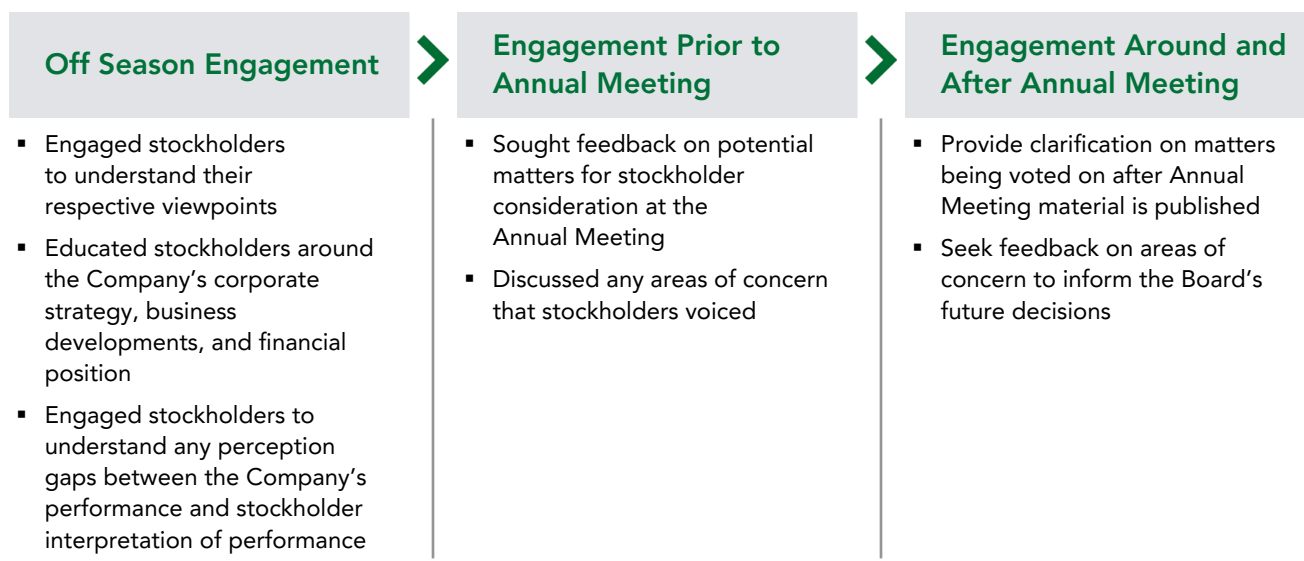 Off Season Engagement
▪ Engaged stockholders
to understand their
respective viewpoints
▪ Educated stockholders around
the Company’s corporate
strategy, business
developments, and financial
position
▪ Engaged stockholders to
understand any perception
gaps between the Company’s
performance and stockholder
interpretation of performance
Engagement Prior to
Annual Meeting
▪ Sought feedback on potential
matters for stockholder
consideration at the
Annual Meeting
▪ Discussed any areas of concern
that stockholders voiced
Engagement Around and
After Annual Meeting
▪ Provide clarification on matters
being voted on after Annual
Meeting material is published
▪ Seek feedback on areas of
concern to inform the Board’s
future decisions